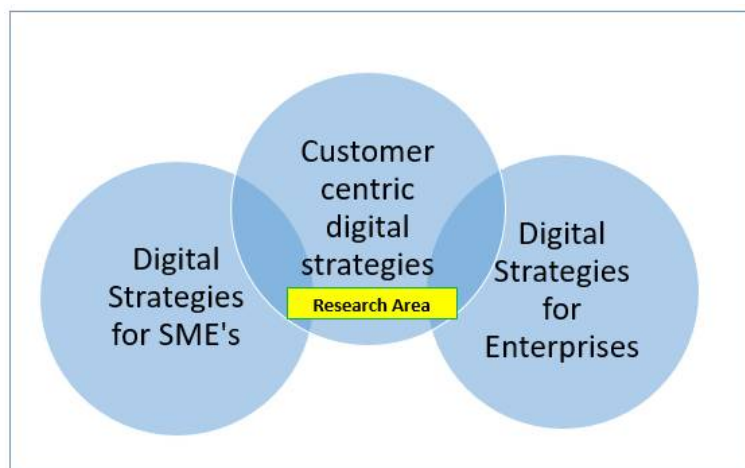 Customer
centric
digital
strategies
Research Area
Digital
Strategies
for SME's
Digital
Strategies
for
Enterprises